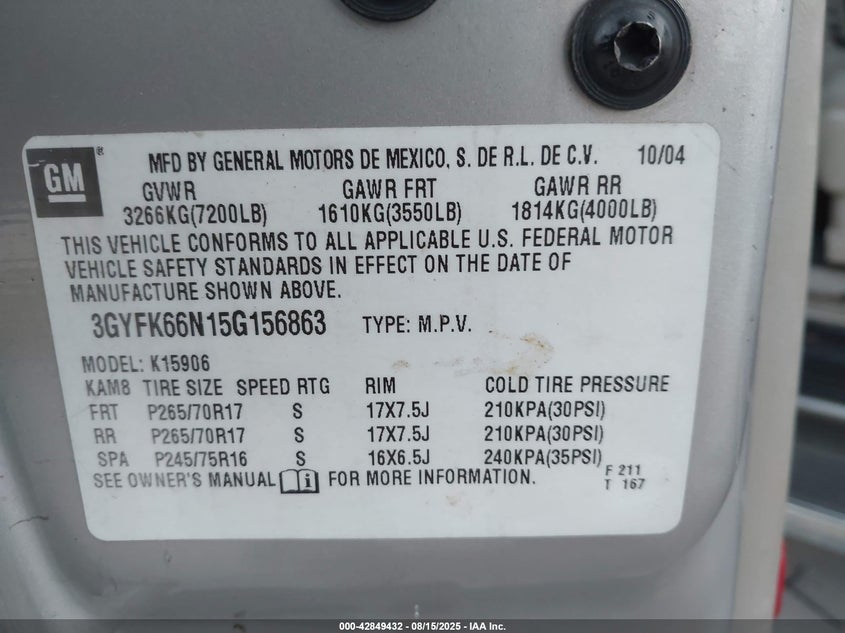 GM ® MFD BY GENERAL MOTORS DE MEXICO, S. DE R.L. DE C.V. 10/04
GVWR GAWR FRT GAWR RR
3266KG(7200LB) 1610KG(3550LB) 1814KG(4000LB)
THIS VEHICLE CONFORMS TO ALL APPLICABLE U.S. FEDERAL MOTOR
VEHICLE SAFETY STANDARDS IN EFFECT ON THE DATE OF
MANUFACTURE SHOWN ABOVE.
3GYFK66N15G156863 TYPE: M.P.V.
MODEL: K15906
KAM8 TIRE SIZE SPEED RTG RIM COLD TIRE PRESSURE
FRT P265/70R17 S 17X7.5J 210KPA(30PSI)
RR P265/70R17 S 17X7.5J 210KPA(30PSI)
SPA P245/75R16 S 16X6.5J 240KPA(35PSI)
SEE OWNER'S MANUAL i FOR MORE INFORMATION.
F 211
T 167
000-42849432 - 08/15/2025 - IAA Inc.